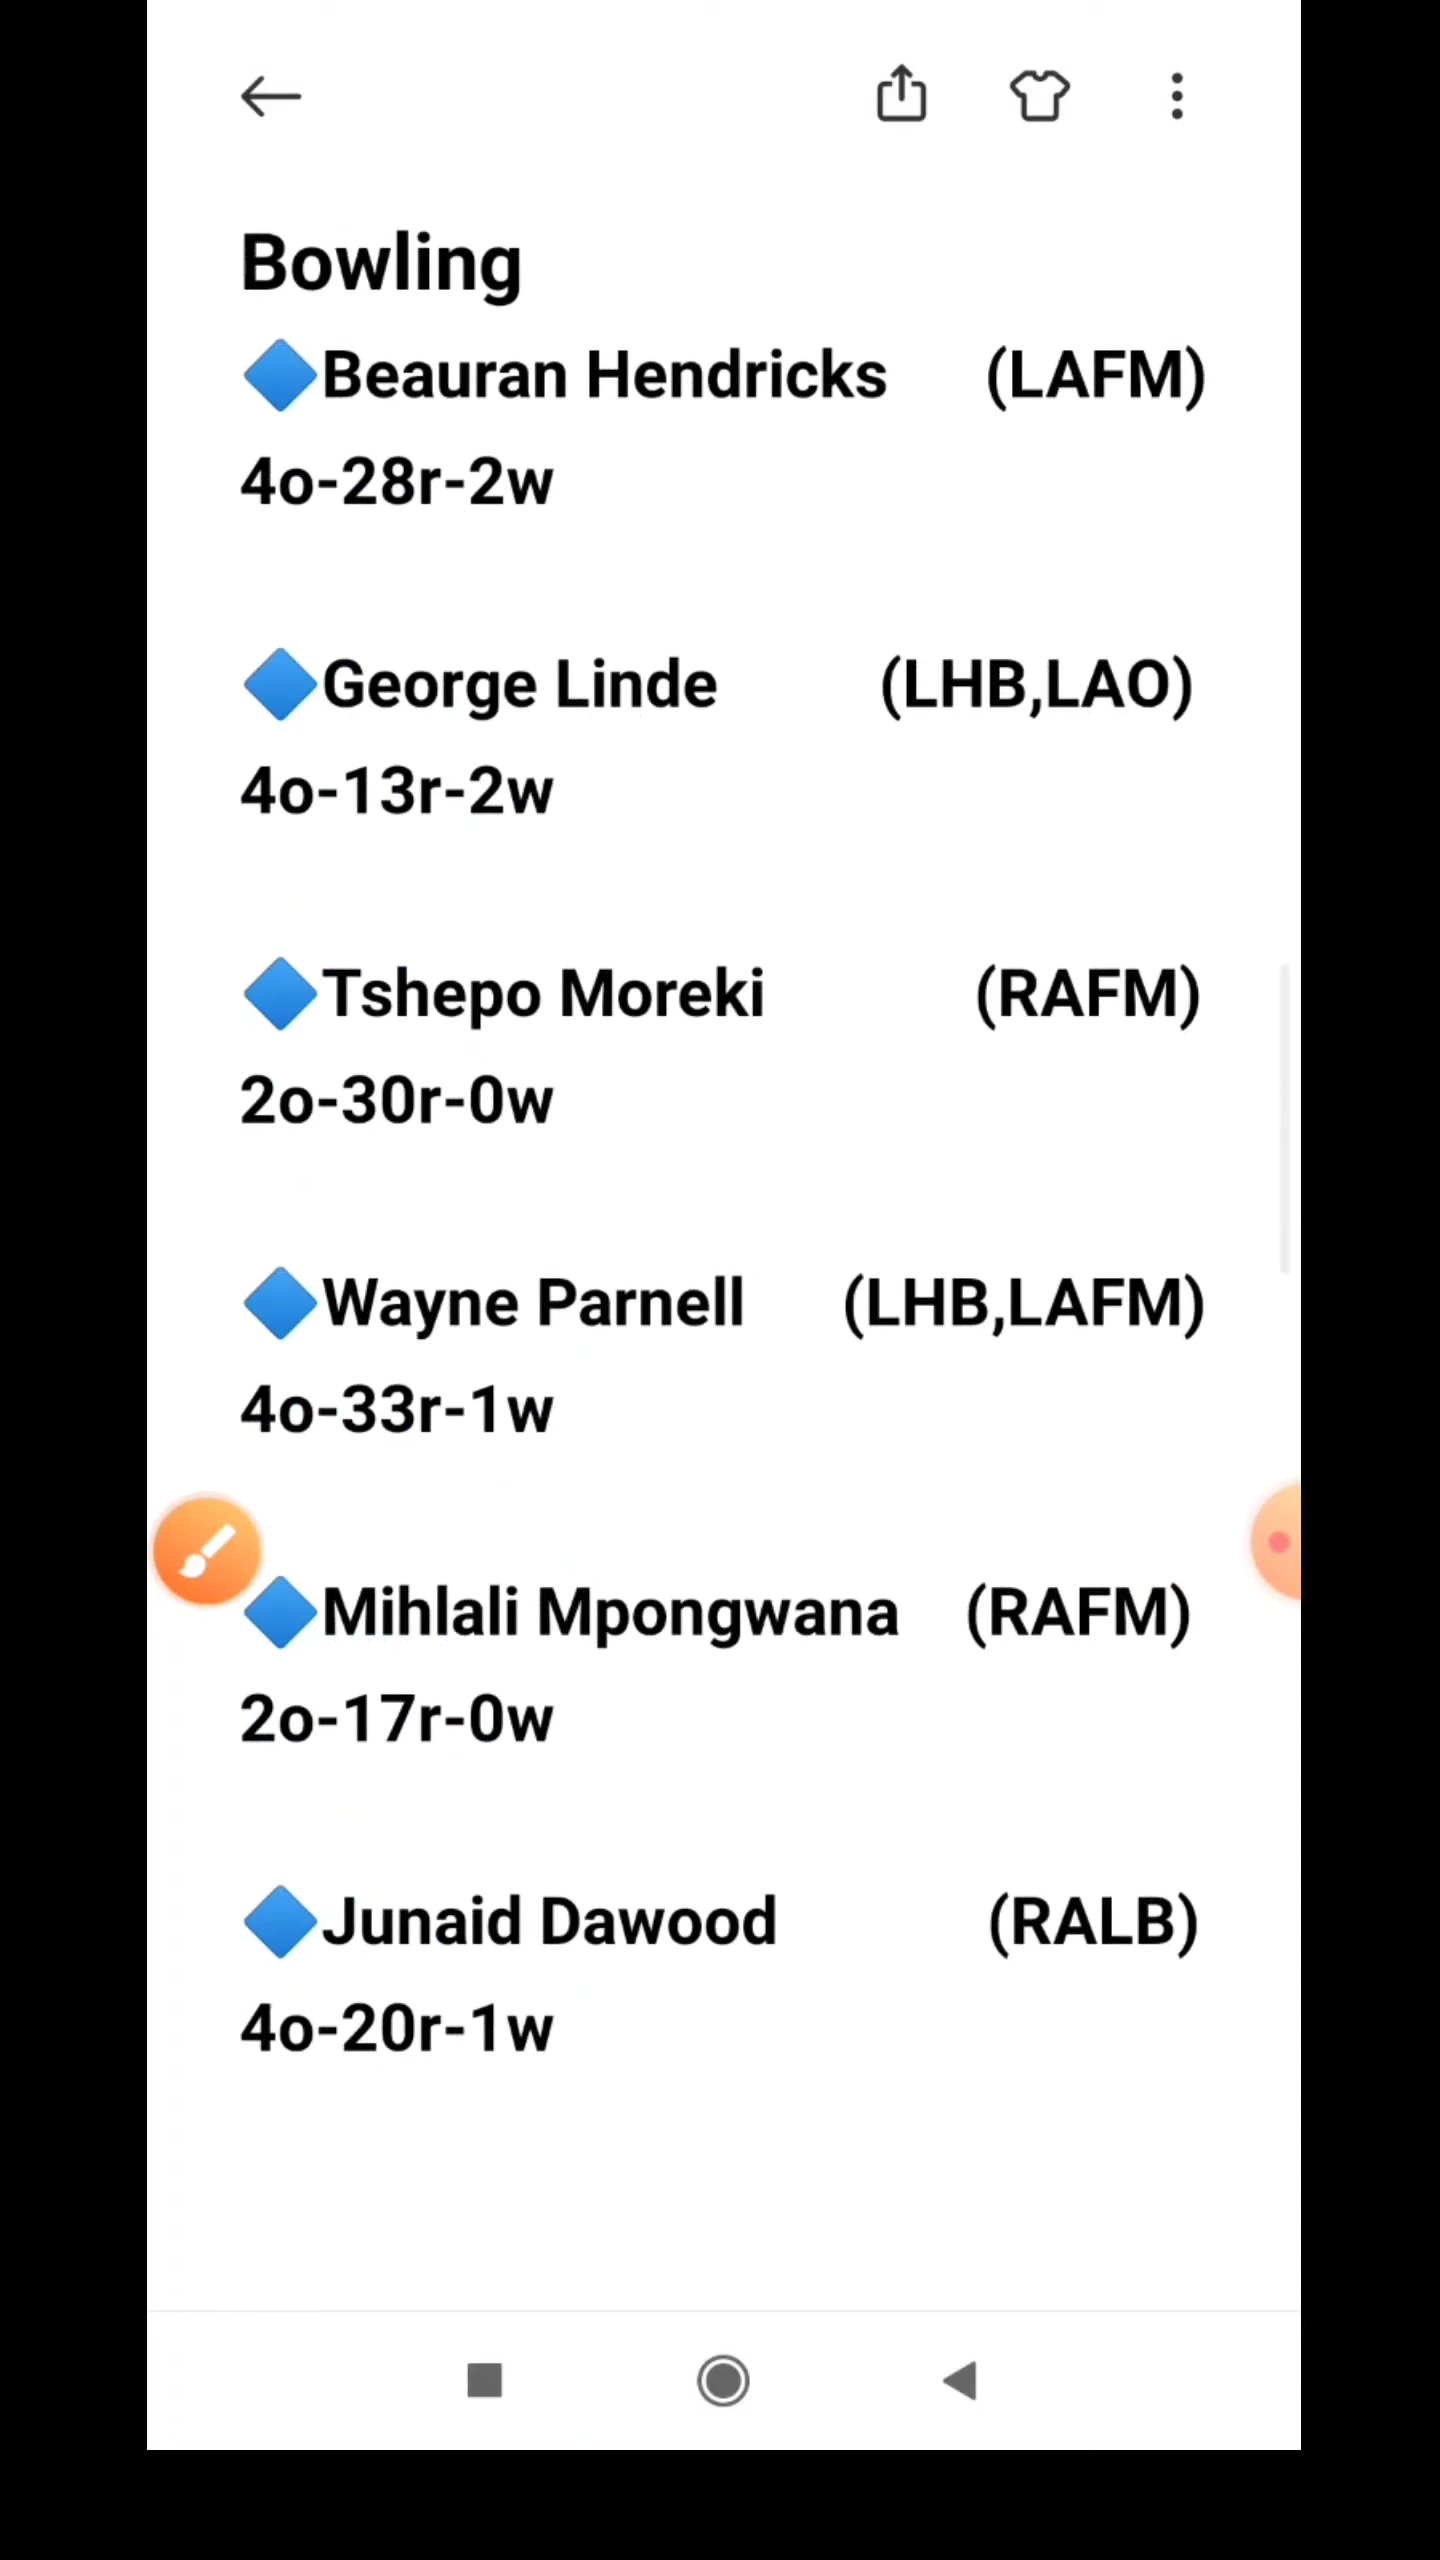 Bowling
🔷Beauran Hendricks (LAFM)
4o-28r-2w
🔷George Linde (LHB,LAO)
4o-13r-2w
🔷Tshepo Moreki (RAFM)
2o-30r-0w
🔷Wayne Parnell (LHB,LAFM)
4o-33r-1w
🔷Mihlali Mpongwana (RAFM)
2o-17r-0w
🔷Junaid Dawood (RALB)
4o-20r-1w